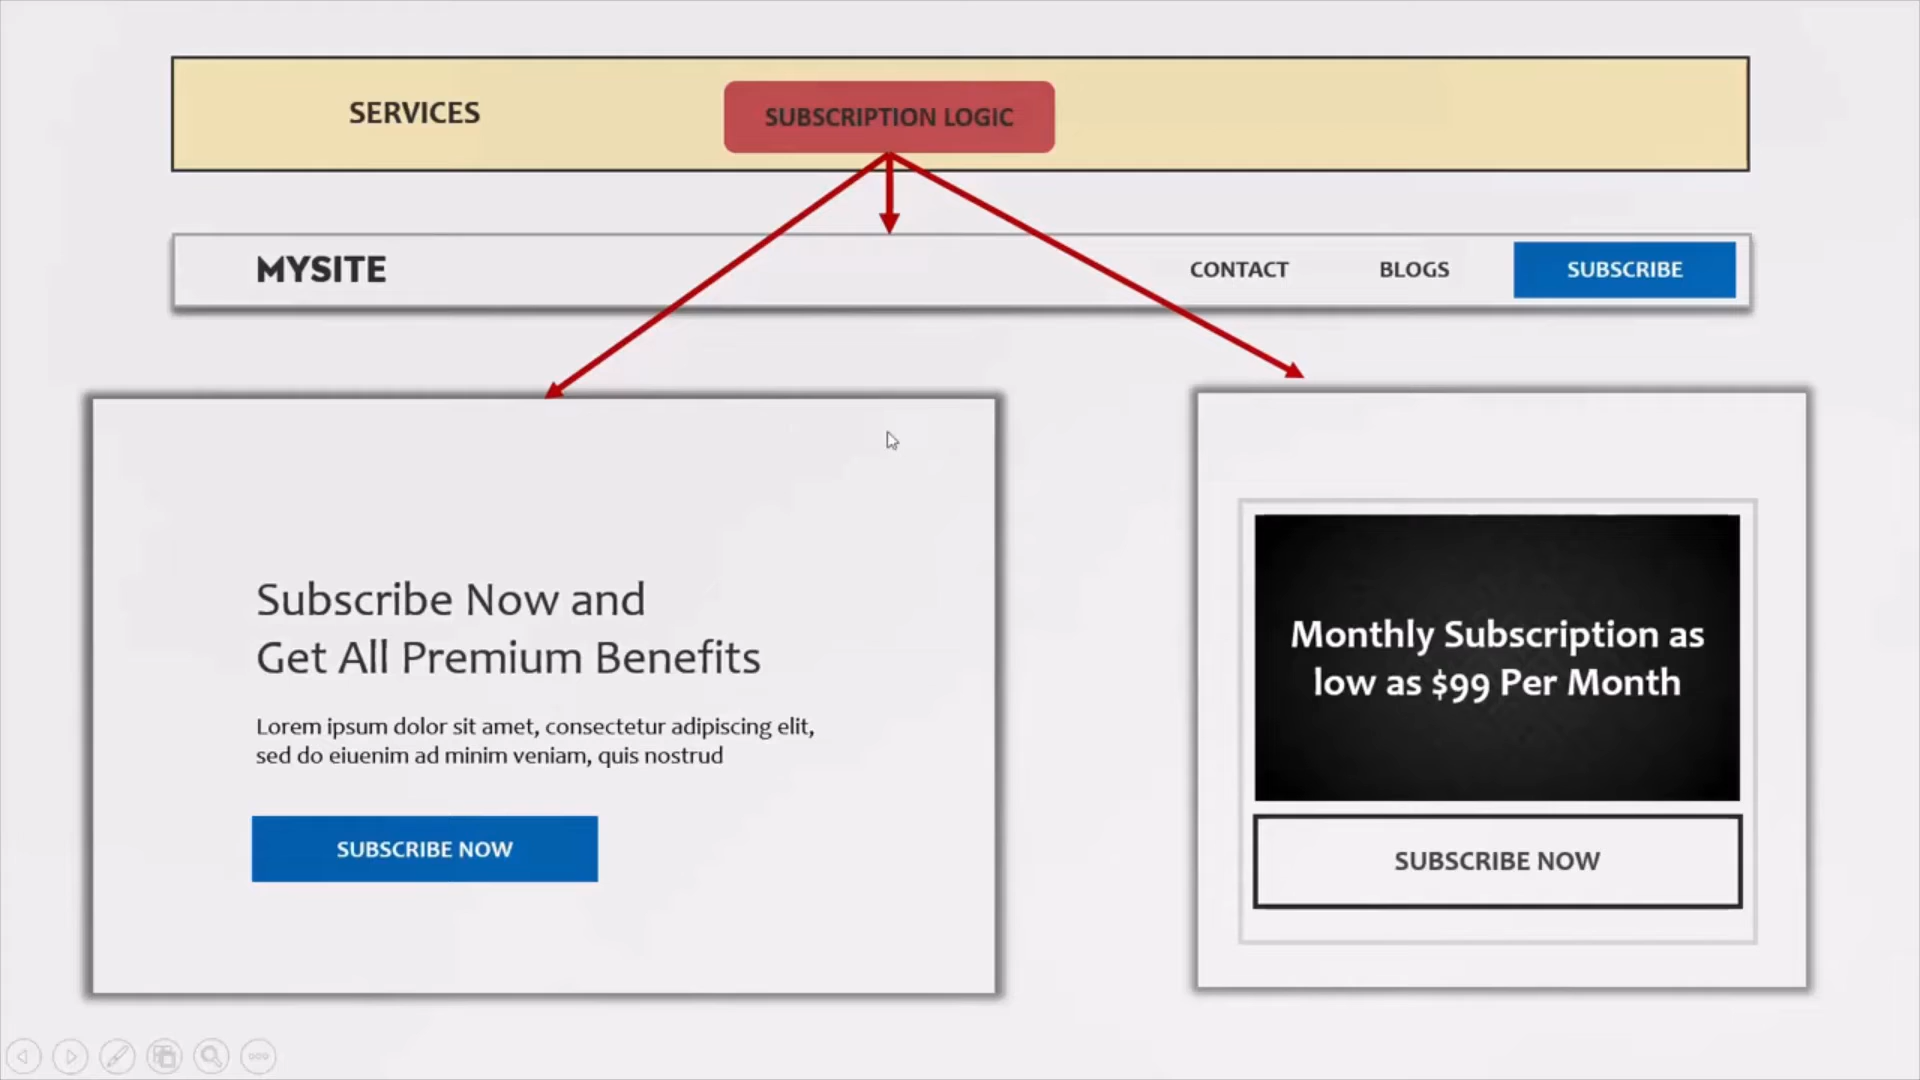 SERVICES
SUBSCRIPTION LOGIC
MYSITE
CONTACT
BLOGS
SUBSCRIBE
Subscribe Now and
Get All Premium Benefits
Lorem ipsum dolor sit amet, consectetur adipiscing elit,
sed do eiuenim ad minim veniam, quis nostrud
SUBSCRIBE NOW
Monthly Subscription as
low as $99 Per Month
SUBSCRIBE NOW